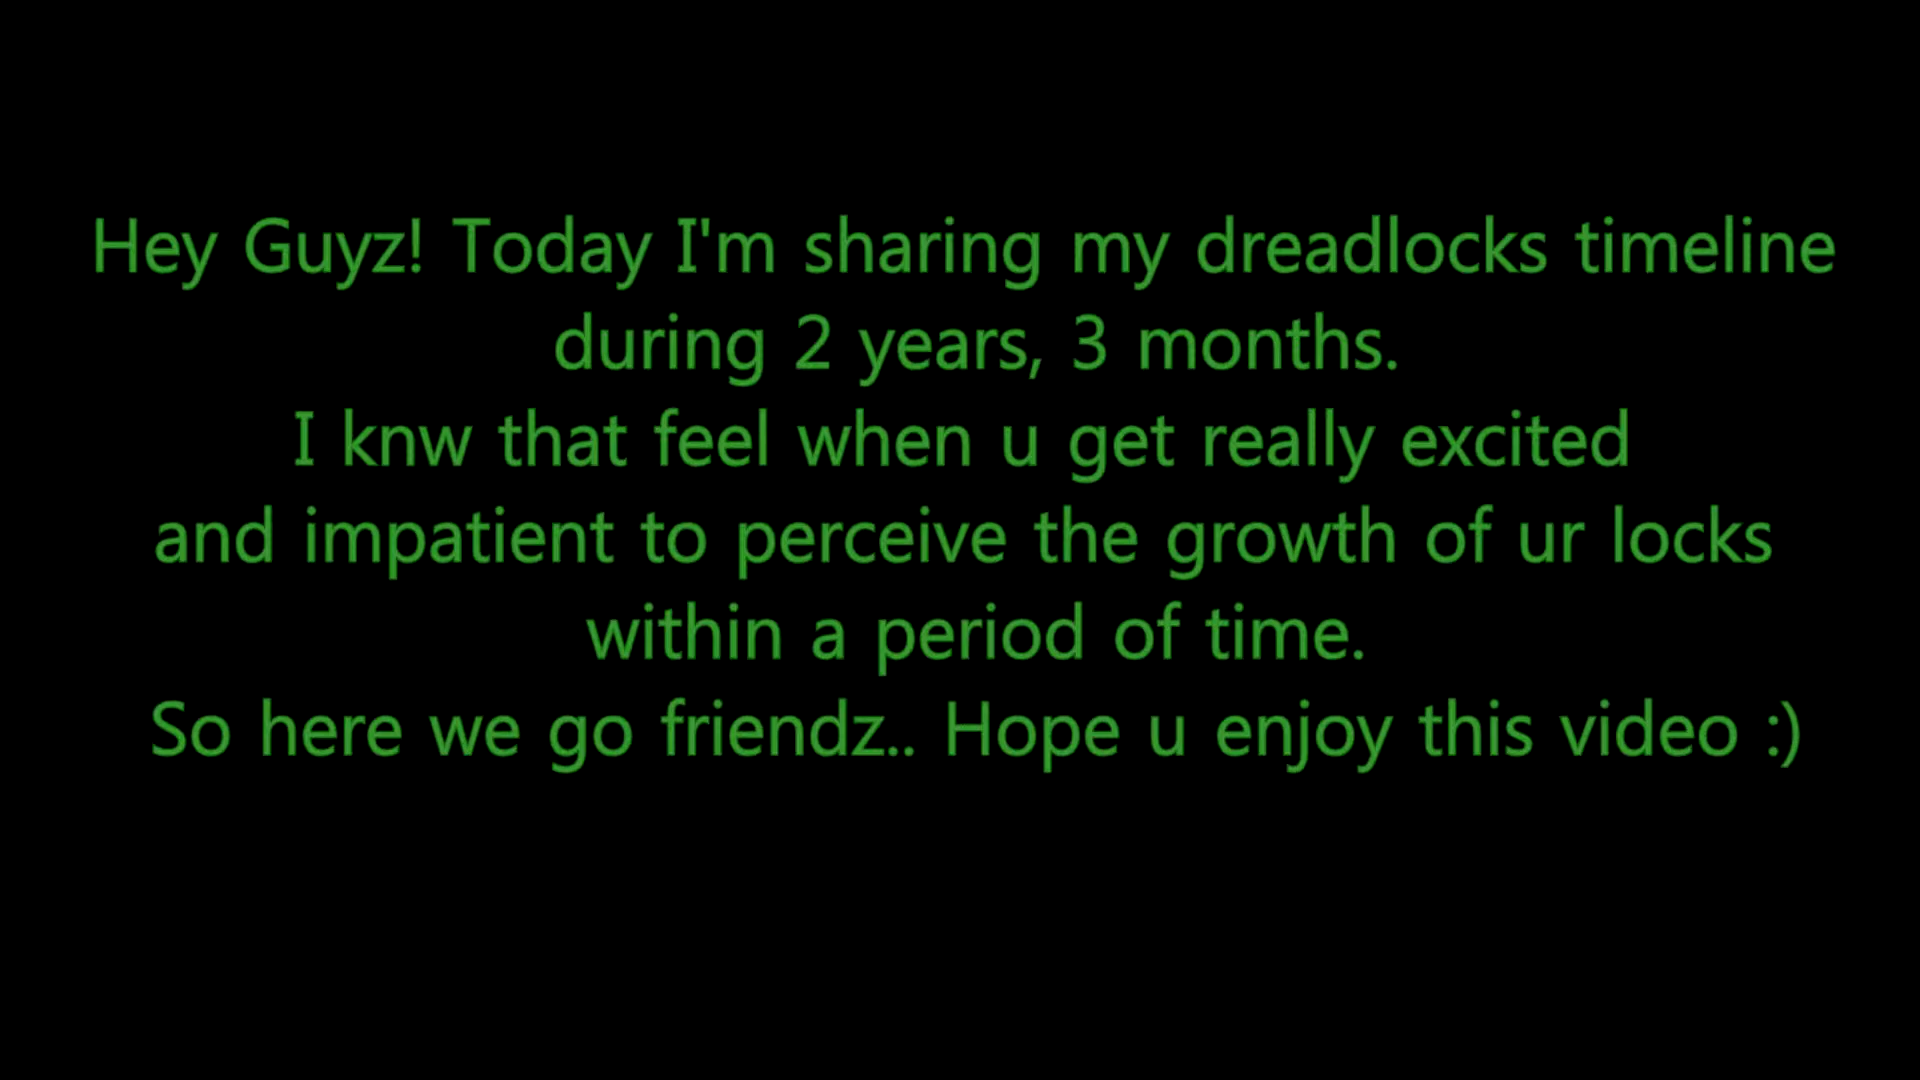 Hey Guyz! Today I'm sharing my dreadlocks timeline
during 2 years, 3 months.
I knw that feel when u get really excited
and impatient to perceive the growth of ur locks
within a period of time.
So here we go friendz.. Hope u enjoy this video :)